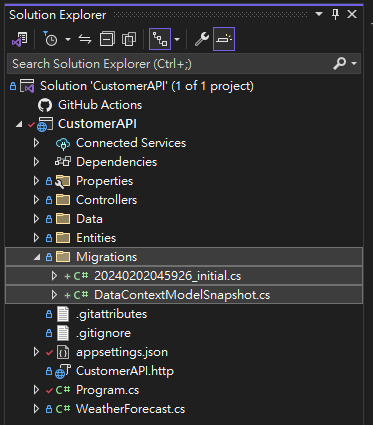 Solution Explorer
Search Solution Explorer (Ctrl+;)
Solution 'CustomerAPI' (1 of 1 project)
GitHub Actions
CustomerAPI
Connected Services
Dependencies
Properties
Controllers
Data
Entities
Migrations
+ C# 20240202045926_initial.cs
+ C# DataContextModelSnapshot.cs
.gitattributes
.gitignore
appsettings.json
CustomerAPI.http
C# Program.cs
C# WeatherForecast.cs